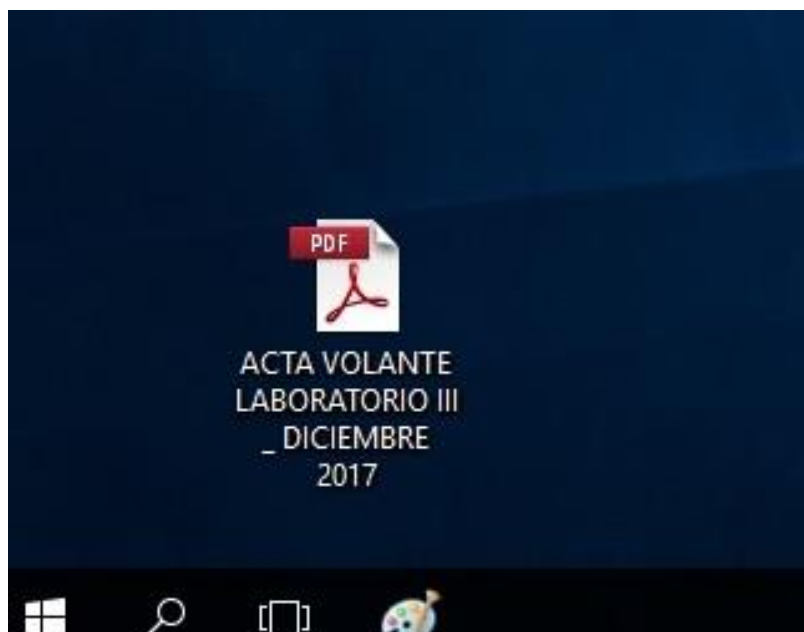 PDF
ACTA VOLANTE
LABORATORIO III
_ DICIEMBRE
2017